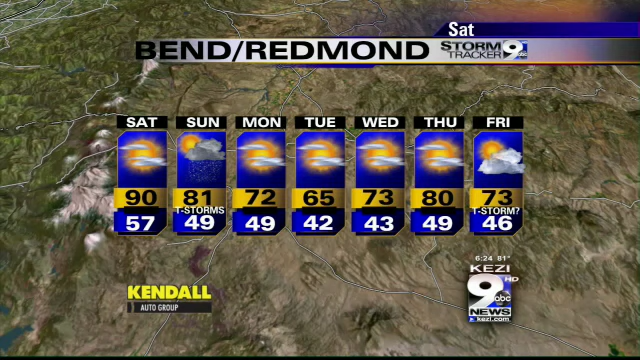 Sat
BEND/REDMOND
STORM TRACKER 9 abc
SAT SUN MON TUE WED THU FRI
90 81 72 65 73 80 73
T-STORMS T-STORM?
57 49 49 42 43 49 46
6:24 81°
KEZI
9 HD
abc
NEWS
kezi.com
KENDALL
AUTO GROUP